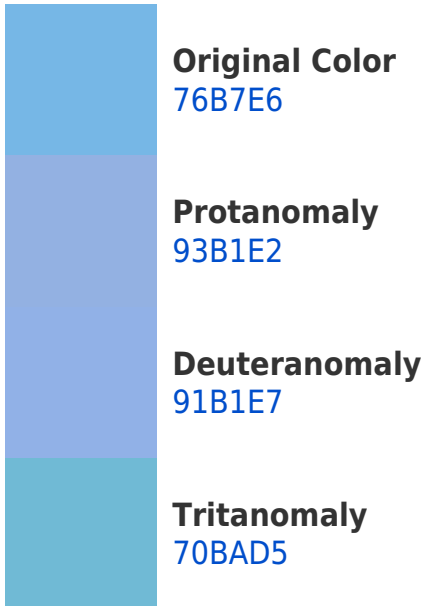 Original Color
76B7E6
Protanomaly
93B1E2
Deuteranomaly
91B1E7
Tritanomaly
70BAD5